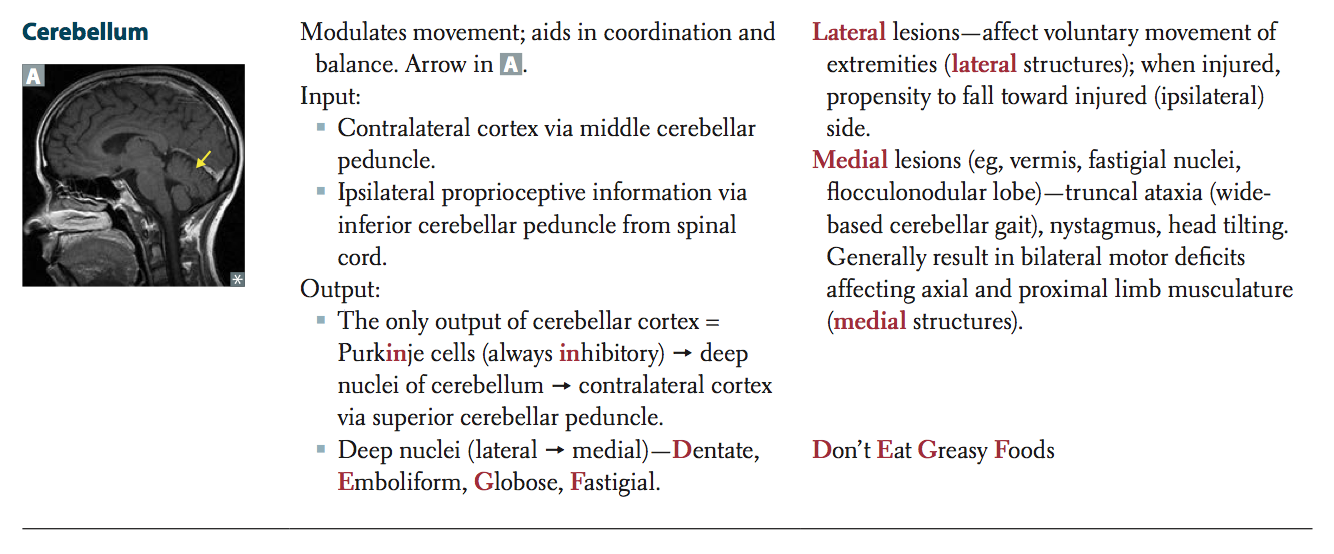 Cerebellum
A
*
Modulates movement; aids in coordination and
balance. Arrow in A.
Input:
▪ Contralateral cortex via middle cerebellar
peduncle.
▪ Ipsilateral proprioceptive information via
inferior cerebellar peduncle from spinal
cord.
Output:
▪ The only output of cerebellar cortex =
Purkinje cells (always inhibitory) → deep
nuclei of cerebellum → contralateral cortex
via superior cerebellar peduncle.
▪ Deep nuclei (lateral → medial)—Dentate,
Emboliform, Globose, Fastigial.
Lateral lesions—affect voluntary movement of
extremities (lateral structures); when injured,
propensity to fall toward injured (ipsilateral)
side.
Medial lesions (eg, vermis, fastigial nuclei,
flocculonodular lobe)—truncal ataxia (wide-
based cerebellar gait), nystagmus, head tilting.
Generally result in bilateral motor deficits
affecting axial and proximal limb musculature
(medial structures).
Don't Eat Greasy Foods